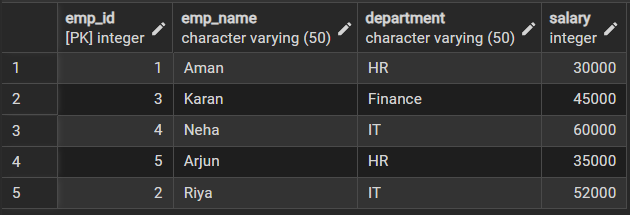 emp_id emp_name department salary
[PK] integer character varying (50) character varying (50) integer
1 1 Aman HR 30000
2 3 Karan Finance 45000
3 4 Neha IT 60000
4 5 Arjun HR 35000
5 2 Riya IT 52000